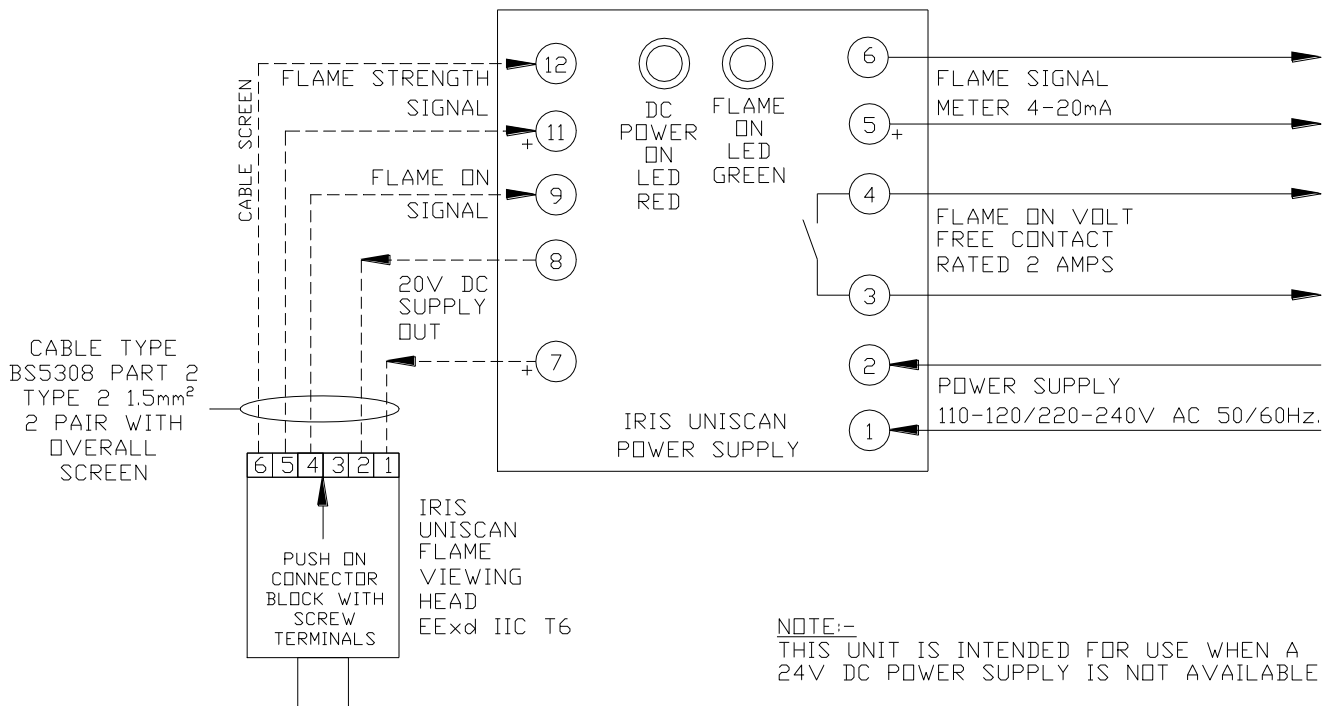 12
FLAME STRENGTH
SIGNAL
11
+
FLAME ON
SIGNAL
9
8
20V DC
SUPPLY
OUT
7
+
CABLE SCREEN
DC
POWER
ON
LED
RED
FLAME
ON
LED
GREEN
6
FLAME SIGNAL
METER 4-20mA
5
+
4
FLAME ON VOLT
FREE CONTACT
RATED 2 AMPS
3
2
POWER SUPPLY
110-120/220-240V AC 50/60Hz.
1
IRIS UNISCAN
POWER SUPPLY
CABLE TYPE
BS5308 PART 2
TYPE 2 1.5mm²
2 PAIR WITH
OVERALL
SCREEN
6 5 4 3 2 1
PUSH ON
CONNECTOR
BLOCK WITH
SCREW
TERMINALS
IRIS
UNISCAN
FLAME
VIEWING
HEAD
EExd IIC T6
NOTE:-
THIS UNIT IS INTENDED FOR USE WHEN A
24V DC POWER SUPPLY IS NOT AVAILABLE